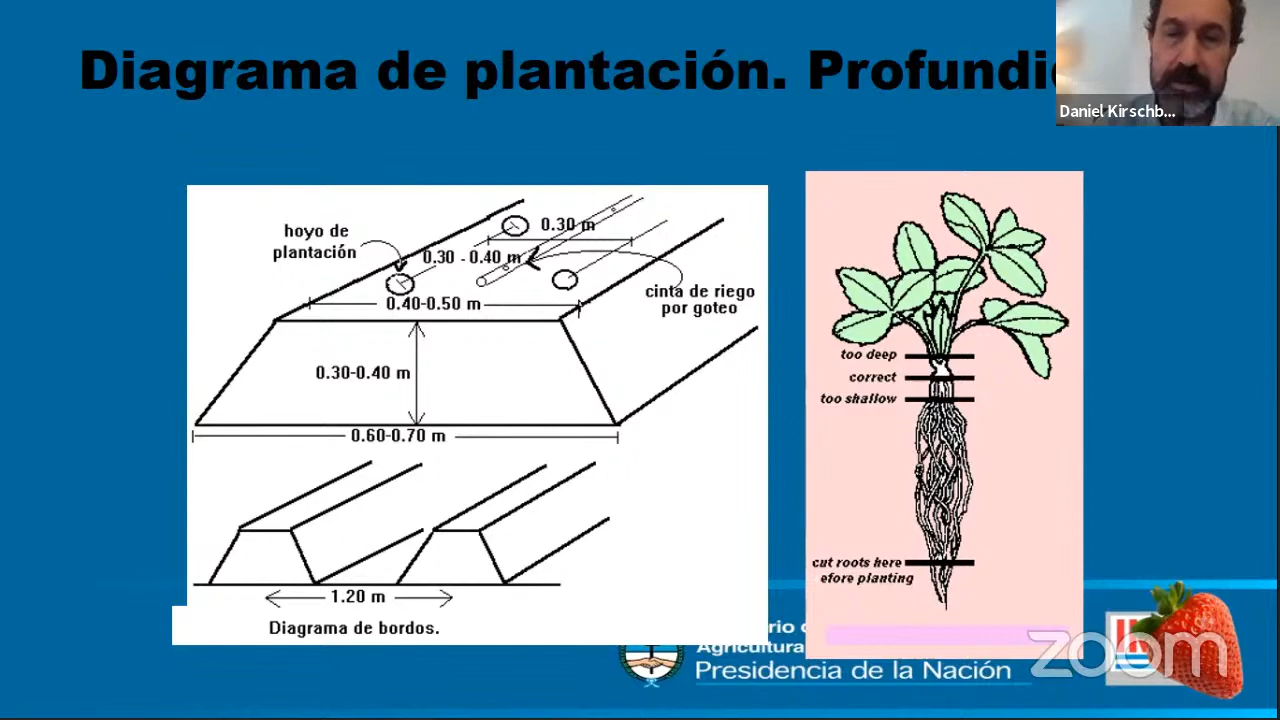 Diagrama de plantación.
Daniel Kirschb...
hoyo de
plantación
0.30 m
0.30 - 0.40 m
0.40-0.50 m
cinta de riego
por goteo
0.30-0.40 m
0.60-0.70 m
1.20 m
Diagrama de bordos.
too deep
correct
too shallow
cut roots here
efore planting
Agricultura
Presidencia de la Nación
zoom